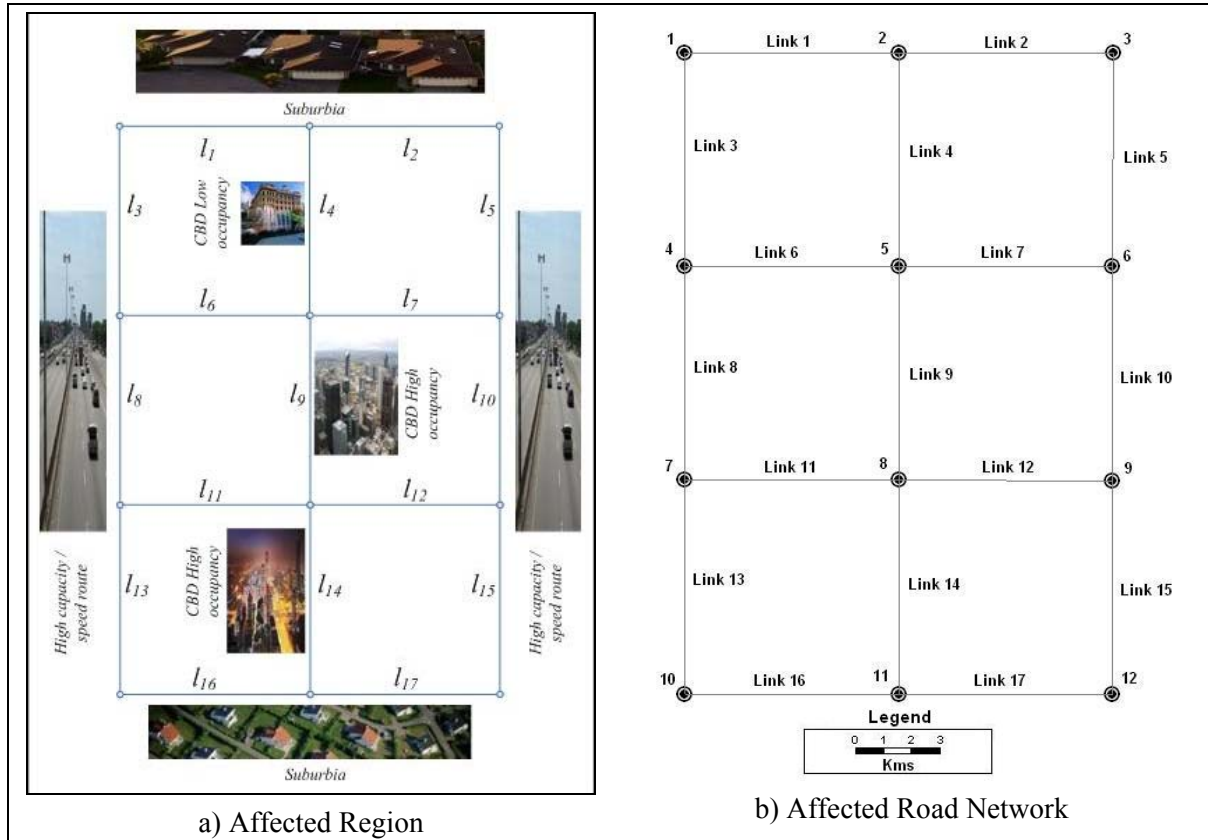 Suburbia
l1
l2
l3
CBD Low
occupancy
l4
l5
l6
l7
l8
l9
CBD High
occupancy
l10
l11
l12
High capacity /
speed route
l13
CBD High
occupancy
l14
l15
High capacity /
speed route
l16
l17
Suburbia
a) Affected Region
1
Link 1
2
Link 2
3
Link 3
Link 4
Link 5
4
Link 6
5
Link 7
6
Link 8
Link 9
Link 10
7
Link 11
8
Link 12
9
Link 13
Link 14
Link 15
10
Link 16
11
Link 17
12
Legend
0 1 2 3
Kms
b) Affected Road Network